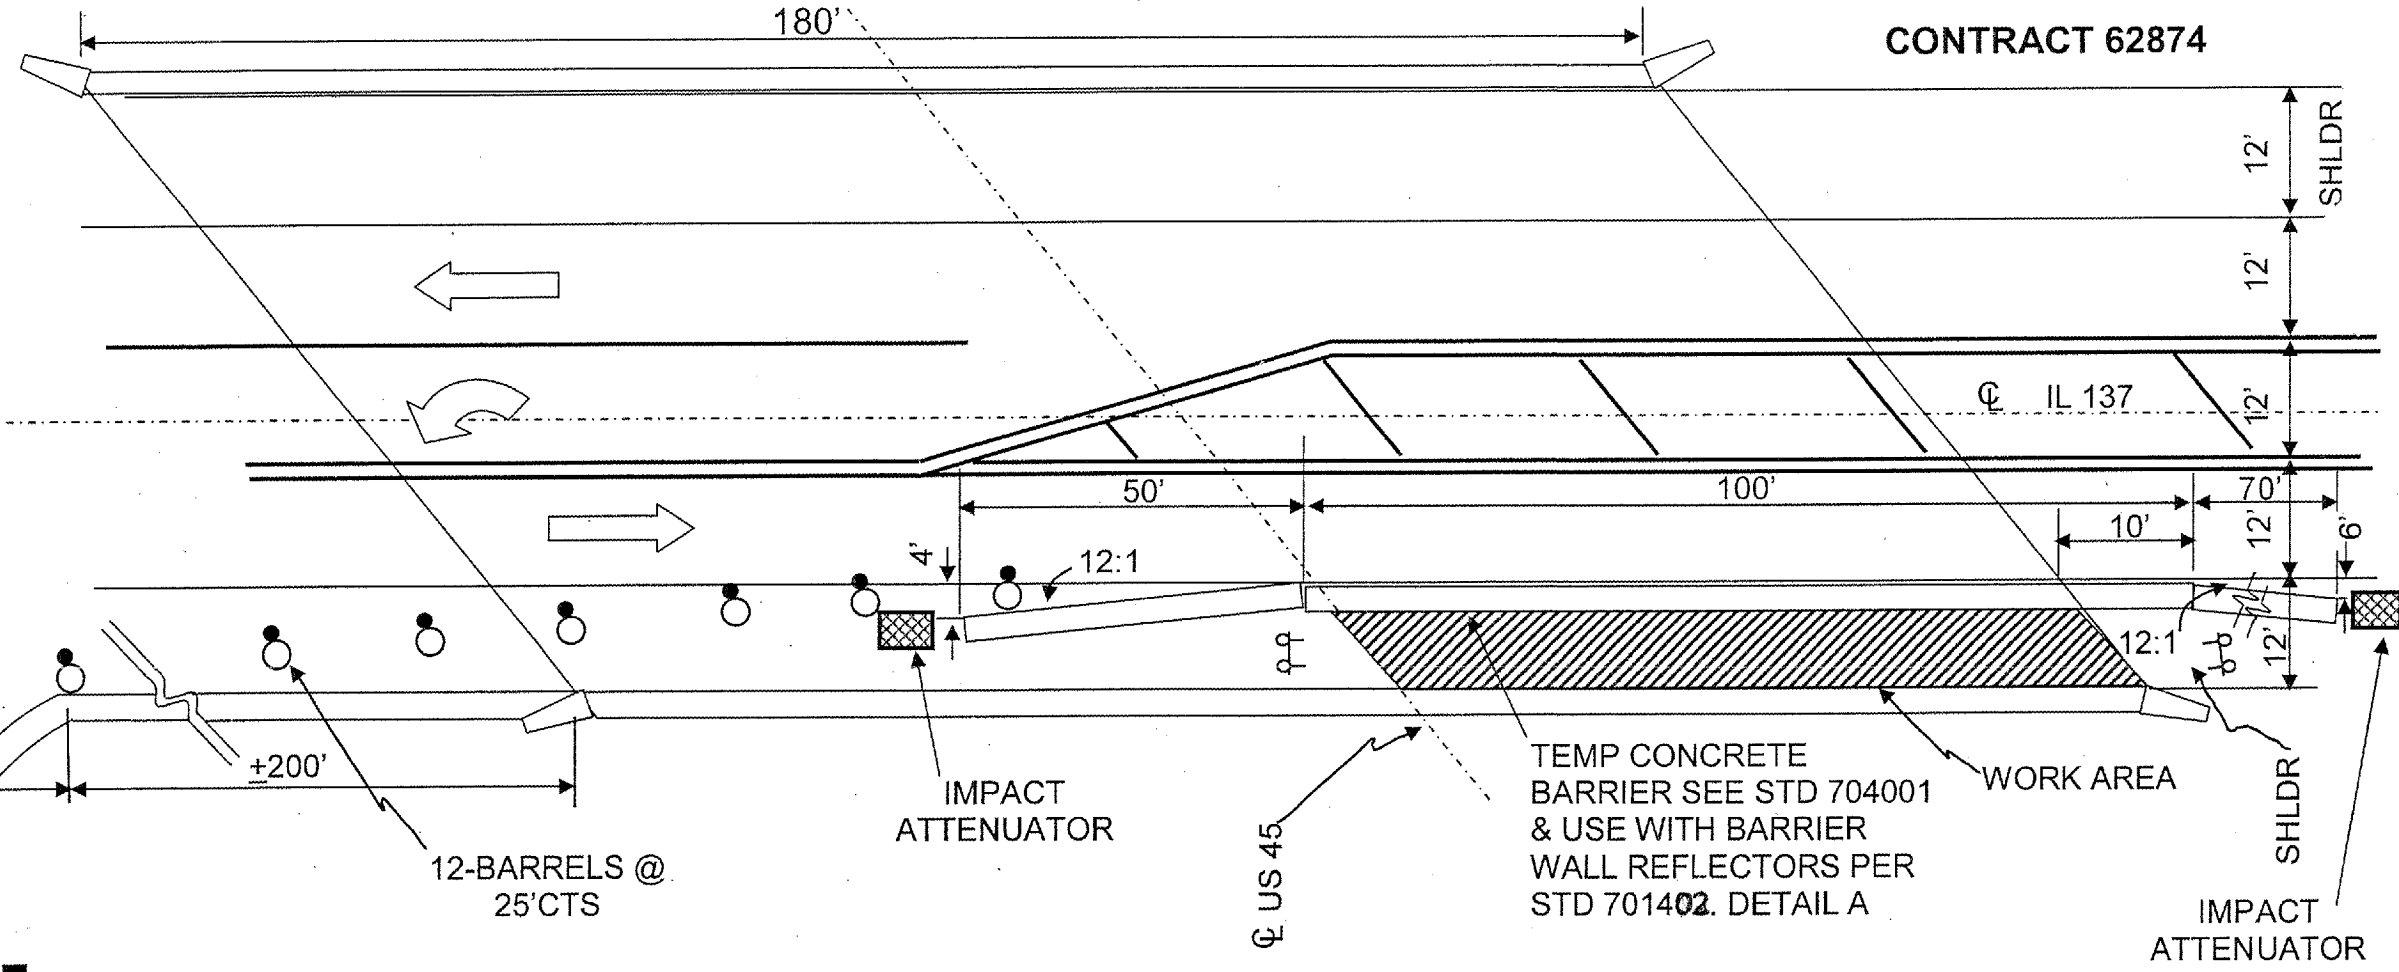 180'
CONTRACT 62874
12'
SHLDR
12'
12'
℄ IL 137
50'
100'
70'
10'
12'
6'
4'
12:1
12:1
12'
±200'
IMPACT
ATTENUATOR
12-BARRELS @
25'CTS
℄ US 45
TEMP CONCRETE
BARRIER SEE STD 704001
& USE WITH BARRIER
WALL REFLECTORS PER
STD 701402. DETAIL A
WORK AREA
SHLDR
IMPACT
ATTENUATOR